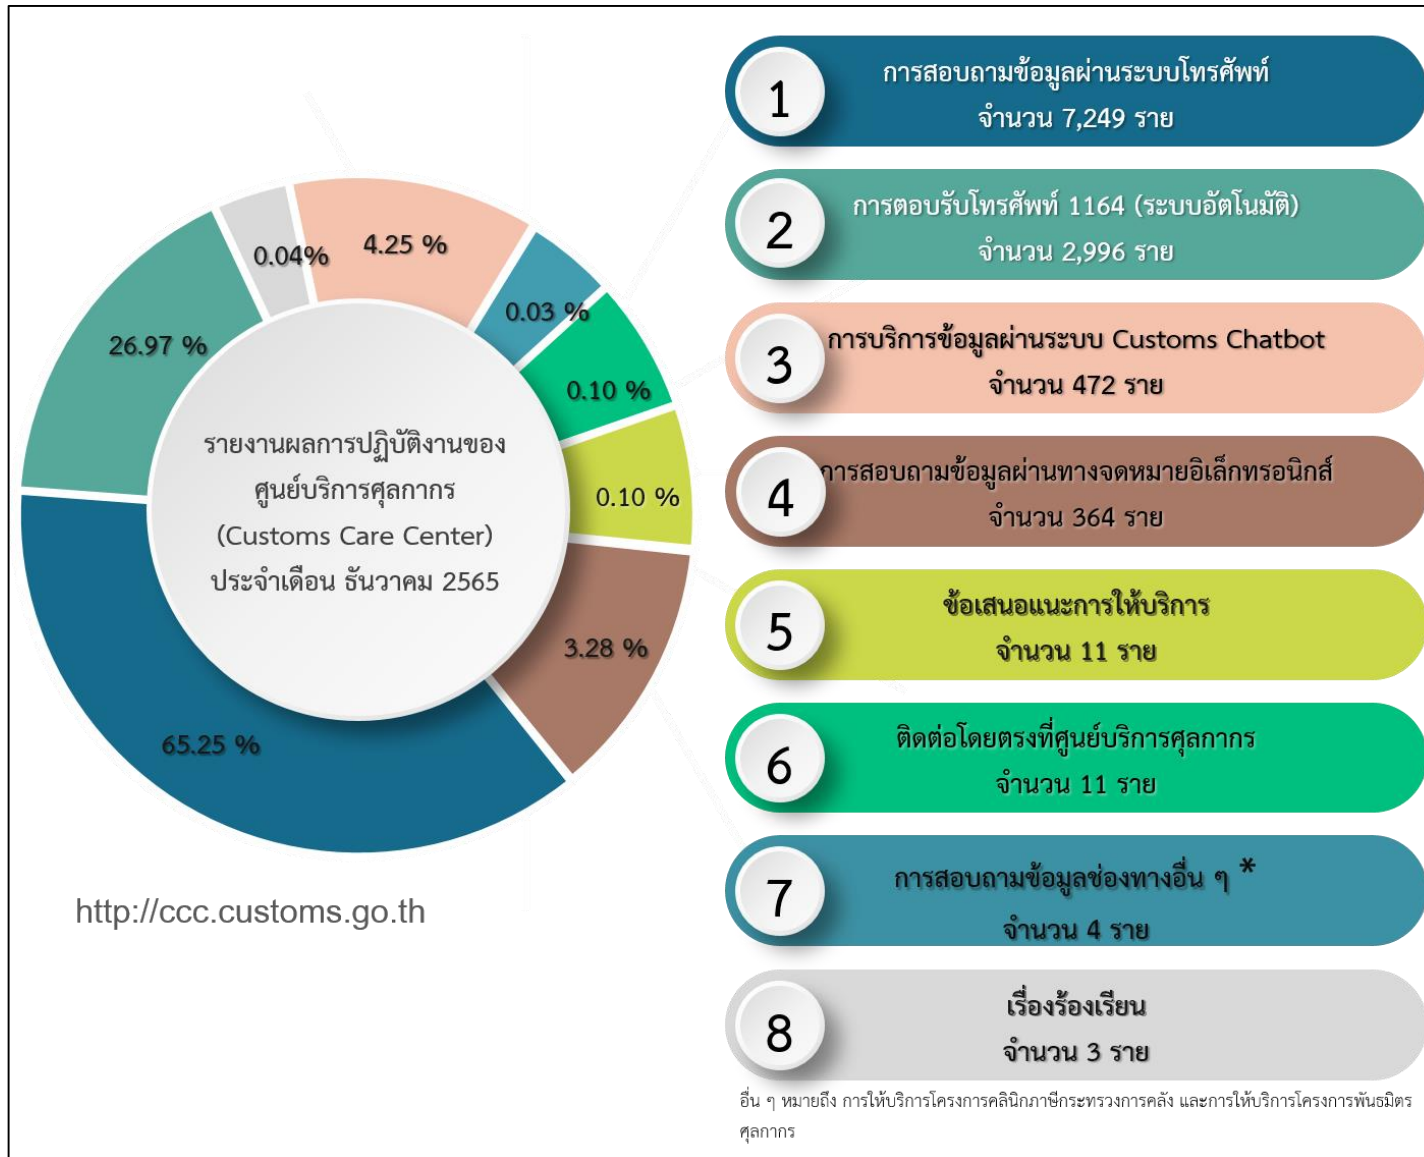 0.04%
4.25 %
0.03 %
26.97 %
0.10 %
0.10 %
3.28 %
65.25 %
รายงานผลการปฏิบัติงานของ
ศูนย์บริการศุลกากร
(Customs Care Center)
ประจำเดือน ธันวาคม 2565
http://ccc.customs.go.th
1
การสอบถามข้อมูลผ่านระบบโทรศัพท์
จำนวน 7,249 ราย
2
การตอบรับโทรศัพท์ 1164 (ระบบอัตโนมัติ)
จำนวน 2,996 ราย
3
การบริการข้อมูลผ่านระบบ Customs Chatbot
จำนวน 472 ราย
4
การสอบถามข้อมูลผ่านทางจดหมายอิเล็กทรอนิกส์
จำนวน 364 ราย
5
ข้อเสนอแนะการให้บริการ
จำนวน 11 ราย
6
ติดต่อโดยตรงที่ศูนย์บริการศุลกากร
จำนวน 11 ราย
7
การสอบถามข้อมูลช่องทางอื่น ๆ *
จำนวน 4 ราย
8
เรื่องร้องเรียน
จำนวน 3 ราย
อื่น ๆ หมายถึง การให้บริการโครงการคลินิกภาษีกระทรวงการคลัง และการให้บริการโครงการพันธมิตร
ศุลกากร